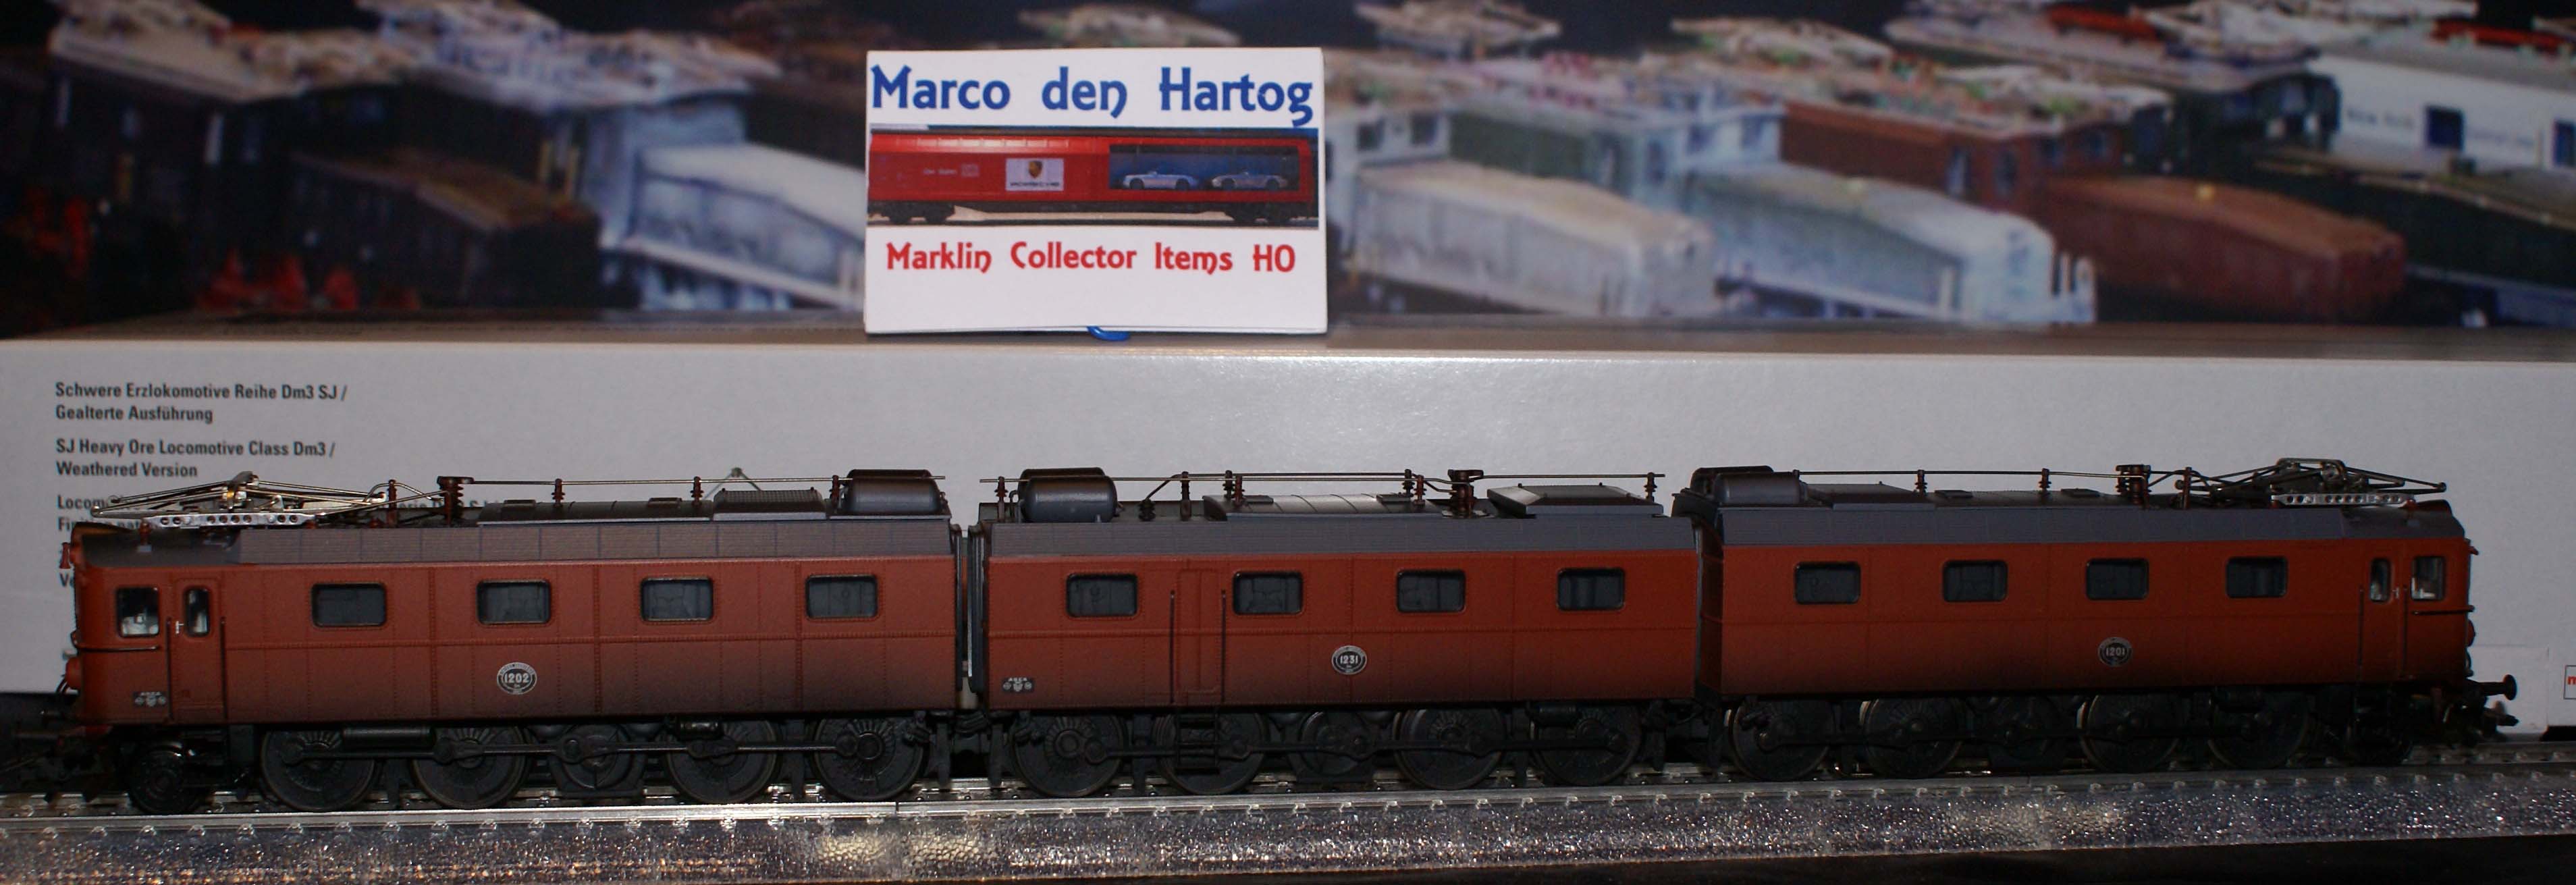 Marco den Hartog
PORSCHE
Marklin Collector Items HO
Schwere Erzlokomotive Reihe Dm3 SJ /
Gealterte Ausführung
SJ Heavy Ore Locomotive Class Dm3 /
Weathered Version
1202
1231
1201